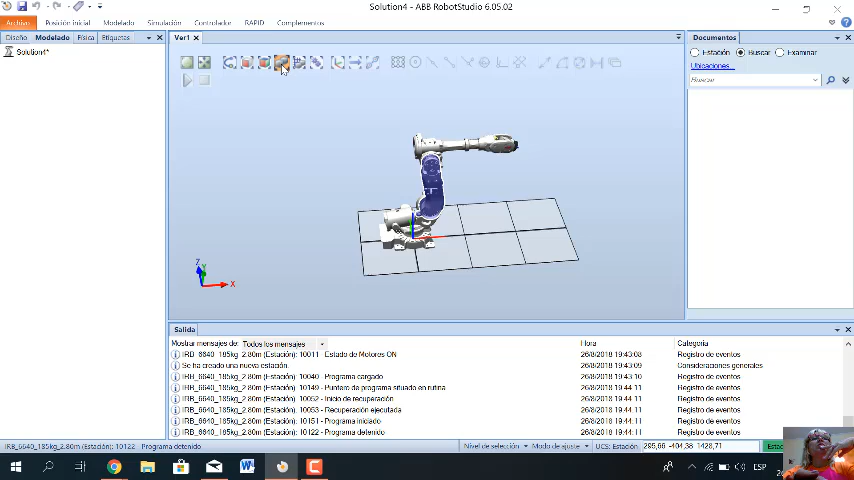 Solution4* - ABB RobotStudio 6.05.02
Archivo Posición inicial Modelado Simulación Controlador RAPID Complementos
Diseño Modelado Física Etiquetas
Solution4*
Ver1
Documentos
Estación Buscar Examinar
Ubicaciones...
Buscar
Z
Y
X
Salida
Mostrar mensajes de: Todos los mensajes Hora Categoría
IRB_6640_185kg_2.80m (Estación): 10011 - Estado de Motores ON 26/8/2018 19:43:08 Registro de eventos
Se ha creado una nueva estación. 26/8/2018 19:43:09 Consideraciones generales
IRB_6640_185kg_2.80m (Estación): 10040 - Programa cargado 26/8/2018 19:43:10 Registro de eventos
IRB_6640_185kg_2.80m (Estación): 10149 - Puntero de programa situado en rutina 26/8/2018 19:44:11 Registro de eventos
IRB_6640_185kg_2.80m (Estación): 10052 - Inicio de recuperación 26/8/2018 19:44:11 Registro de eventos
IRB_6640_185kg_2.80m (Estación): 10053 - Recuperación ejecutada 26/8/2018 19:44:11 Registro de eventos
IRB_6640_185kg_2.80m (Estación): 10151 - Programa iniciado 26/8/2018 19:44:11 Registro de eventos
IRB_6640_185kg_2.80m (Estación): 10122 - Programa detenido 26/8/2018 19:44:11 Registro de eventos
IRB_6640_185kg_2.80m (Estación): 10122 - Programa detenido Nivel de selección Modo de ajuste UCS: Estación 295,66 -404,38 1428,71
ESP